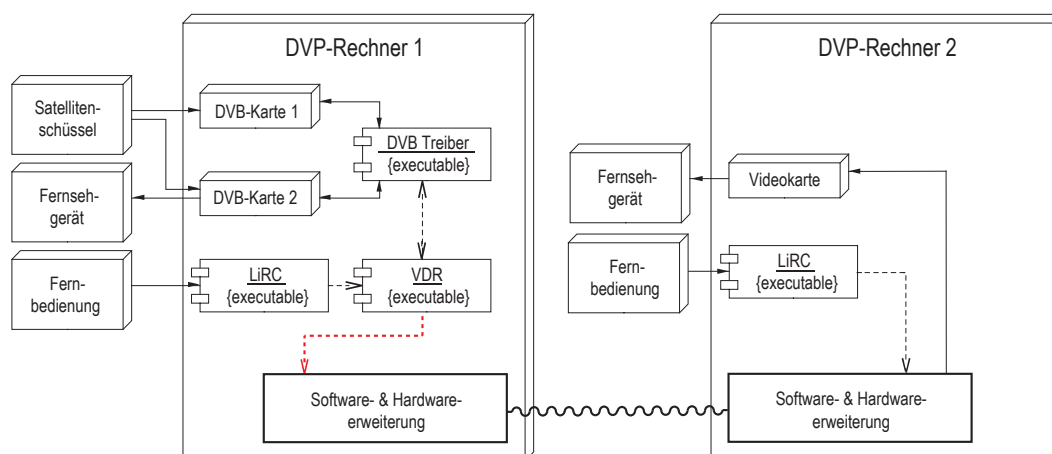 DVP-Rechner 1
Satelliten-
schüssel
DVB-Karte 1
DVB Treiber
{executable}
Fernseh-
gerät
DVB-Karte 2
Fern-
bedienung
LiRC
{executable}
VDR
{executable}
Software- & Hardware-
erweiterung
DVP-Rechner 2
Fernseh-
gerät
Videokarte
Fern-
bedienung
LiRC
{executable}
Software- & Hardware-
erweiterung